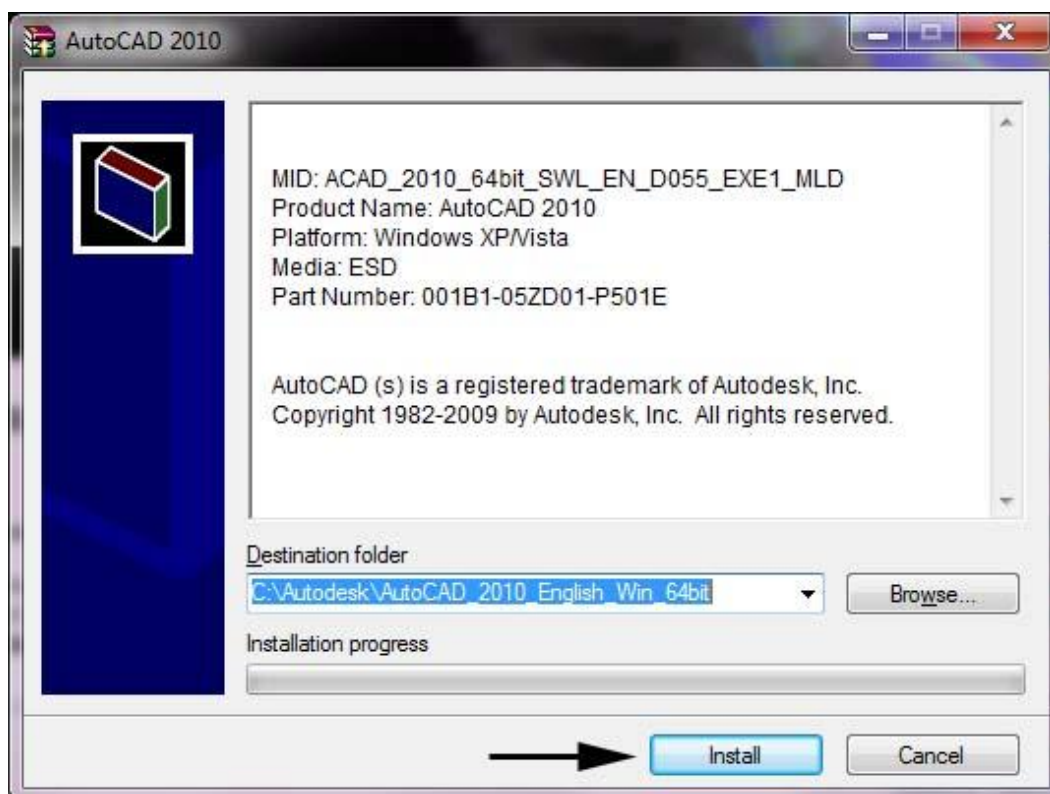 AutoCAD 2010
MID: ACAD_2010_64bit_SWL_EN_D055_EXE1_MLD
Product Name: AutoCAD 2010
Platform: Windows XP/Vista
Media: ESD
Part Number: 001B1-05ZD01-P501E
AutoCAD (s) is a registered trademark of Autodesk, Inc.
Copyright 1982-2009 by Autodesk, Inc. All rights reserved.
Destination folder
C:\Autodesk\AutoCAD_2010_English_Win_64bit
Browse...
Installation progress
Install
Cancel